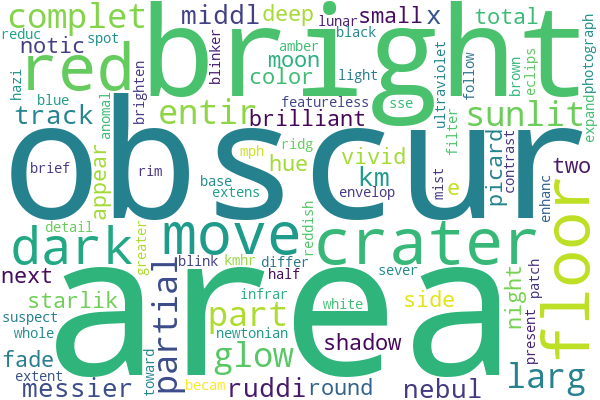 complet bright middl deep lunar small x total
reduc spot blinker amber black moon
notic red color light
hazi blue brighten anomal entir featureless sse ultraviolet follow brown eclips expand photograph
track brilliant sunlit
obscur
brief rim mph ridg hue vivid filter e picard contrast two
appear base extens km envelop mist enhanc
detail dark greater move reddish crater floor
next blink kmhr differ half sever
starlik infrar white side night present patch
suspect area
whole partial part newtonian shadow
fade glow
extent messier toward becam ruddi round nebul larg